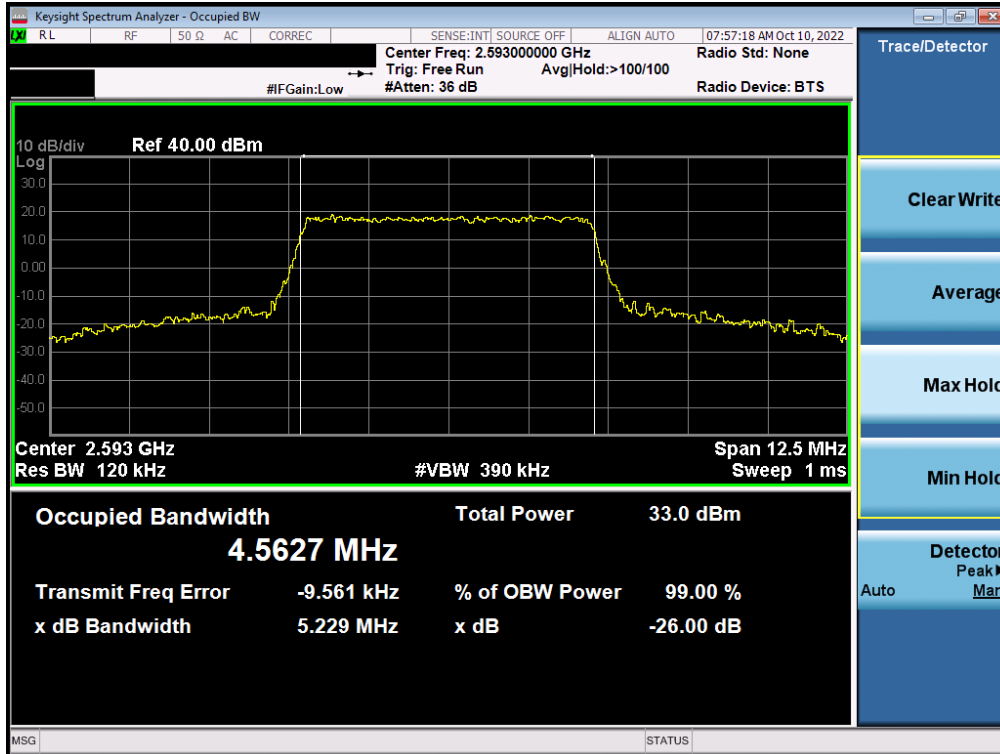 Keysight Spectrum Analyzer - Occupied BW
LXI RL RF 50 Ω AC CORREC SENSE:INT SOURCE OFF ALIGN AUTO 07:57:18 AM Oct 10, 2022
Center Freq: 2.593000000 GHz Radio Std: None
Trig: Free Run Avg|Hold:>100/100
#IFGain:Low #Atten: 36 dB Radio Device: BTS
Trace/Detector
10 dB/div Ref 40.00 dBm
Log
30.0
20.0
10.0
0.00
-10.0
-20.0
-30.0
-40.0
-50.0
Center 2.593 GHz Span 12.5 MHz
Res BW 120 kHz #VBW 390 kHz Sweep 1 ms
Occupied Bandwidth Total Power 33.0 dBm
4.5627 MHz
Transmit Freq Error -9.561 kHz % of OBW Power 99.00 %
x dB Bandwidth 5.229 MHz x dB -26.00 dB
Clear Write
Average
Max Hold
Min Hold
Detector
Peak
Auto Man
MSG STATUS